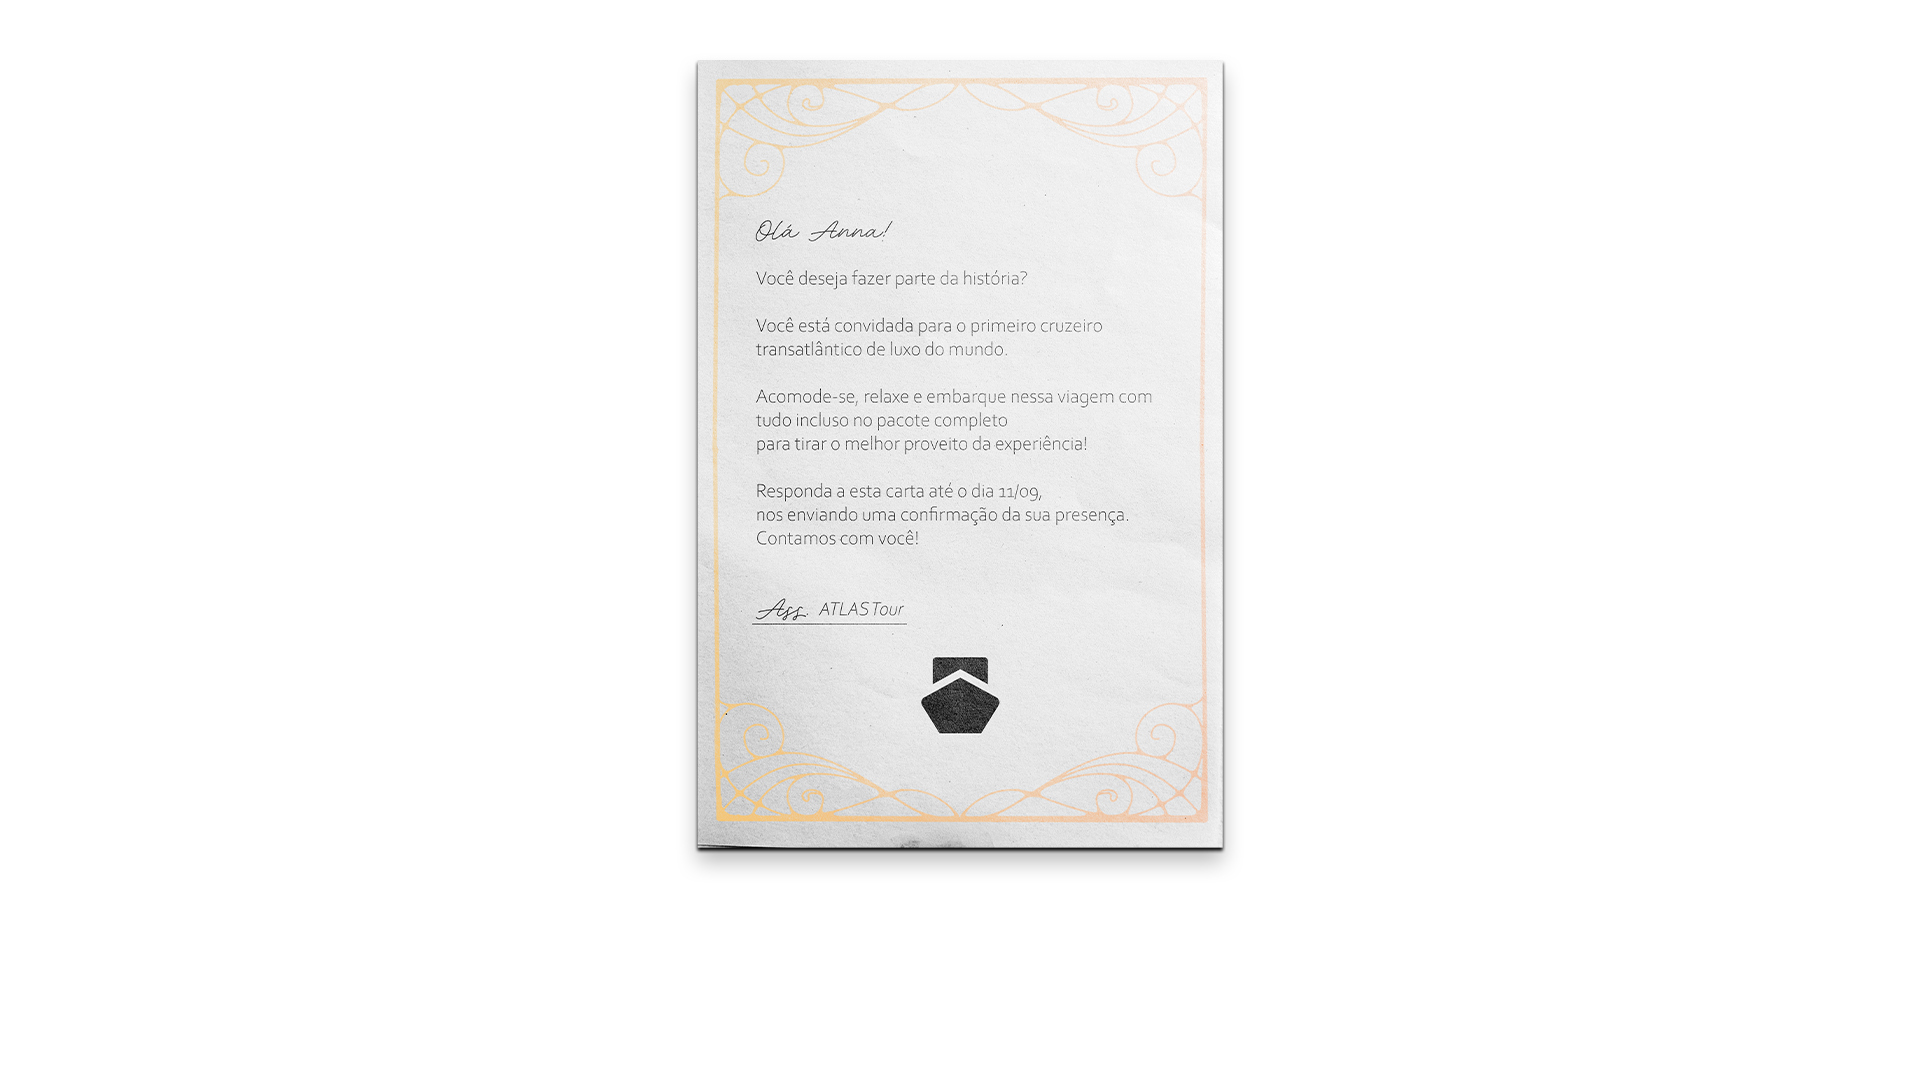 Olá Anna!
Você deseja fazer parte da história?
Você está convidada para o primeiro cruzeiro
transatlântico de luxo do mundo.
Acomode-se, relaxe e embarque nessa viagem com
tudo incluso no pacote completo
para tirar o melhor proveito da experiência!
Responda a esta carta até o dia 11/09,
nos enviando uma confirmação da sua presença.
Contamos com você!
Ass. ATLAS Tour